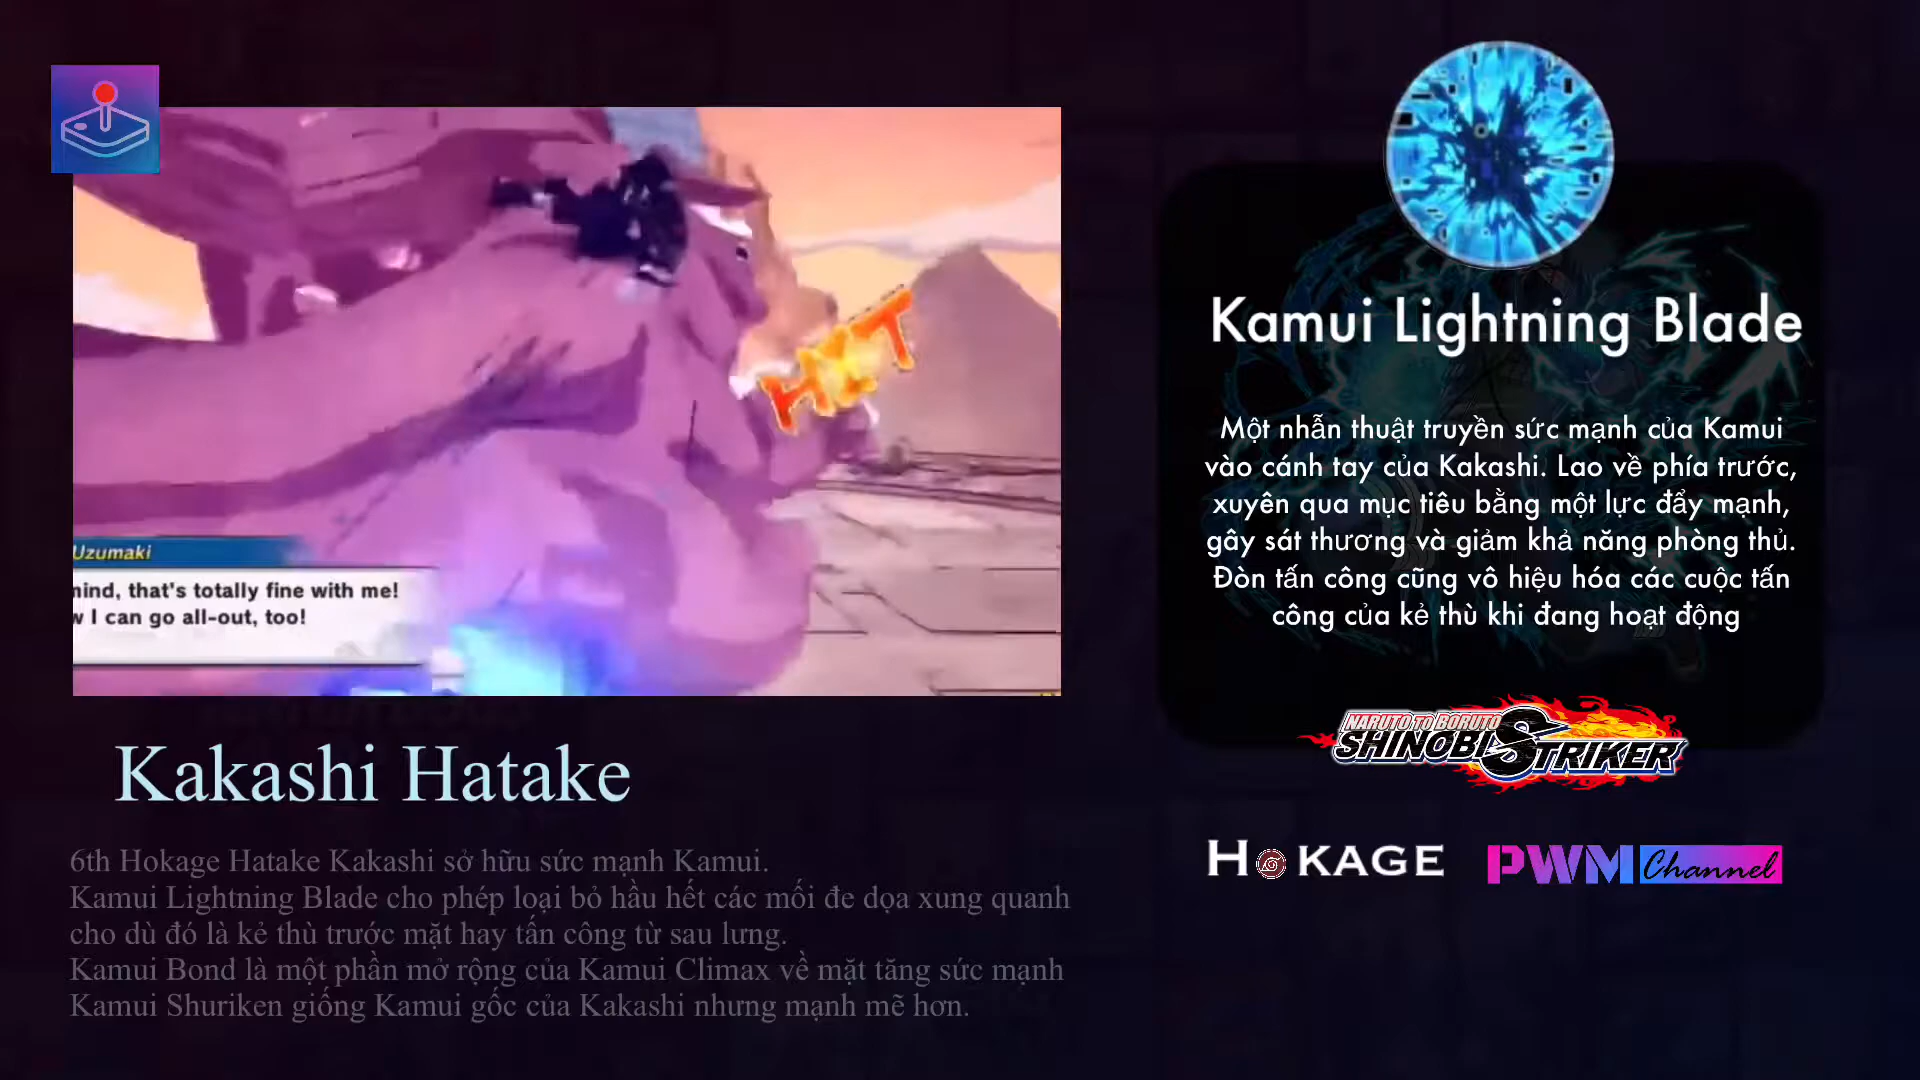 HIT
Uzumaki
mind, that's totally fine with me!
w I can go all-out, too!
Kakashi Hatake
6th Hokage Hatake Kakashi sở hữu sức mạnh Kamui.
Kamui Lightning Blade cho phép loại bỏ hầu hết các mối đe dọa xung quanh
cho dù đó là kẻ thù trước mặt hay tấn công từ sau lưng.
Kamui Bond là một phần mở rộng của Kamui Climax về mặt tăng sức mạnh
Kamui Shuriken giống Kamui gốc của Kakashi nhưng mạnh mẽ hơn.
Kamui Lightning Blade
Một nhẫn thuật truyền sức mạnh của Kamui
vào cánh tay của Kakashi. Lao về phía trước,
xuyên qua mục tiêu bằng một lực đẩy mạnh,
gây sát thương và giảm khả năng phòng thủ.
Đòn tấn công cũng vô hiệu hóa các cuộc tấn
công của kẻ thù khi đang hoạt động
NARUTO TO BORUTO
SHINOBI STRIKER
HOKAGE
PWM Channel